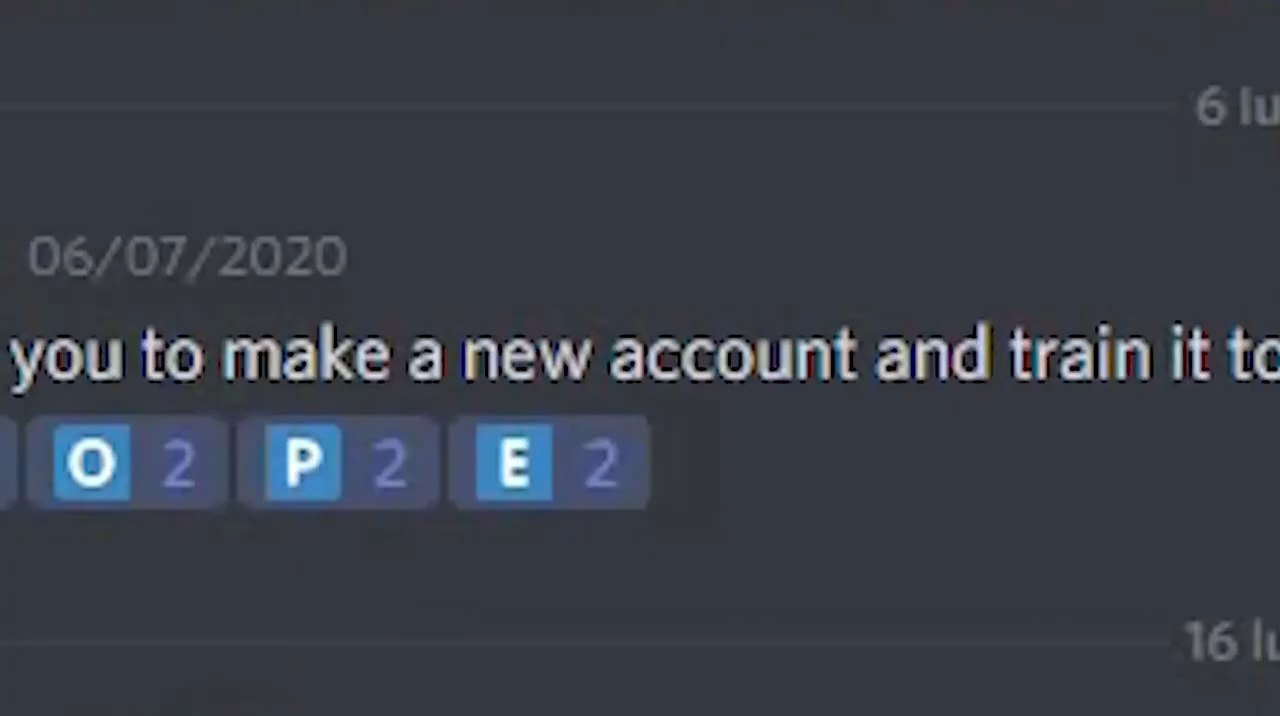 6 lu
06/07/2020
you to make a new account and train it to
O 2 P 2 E 2
16 lu